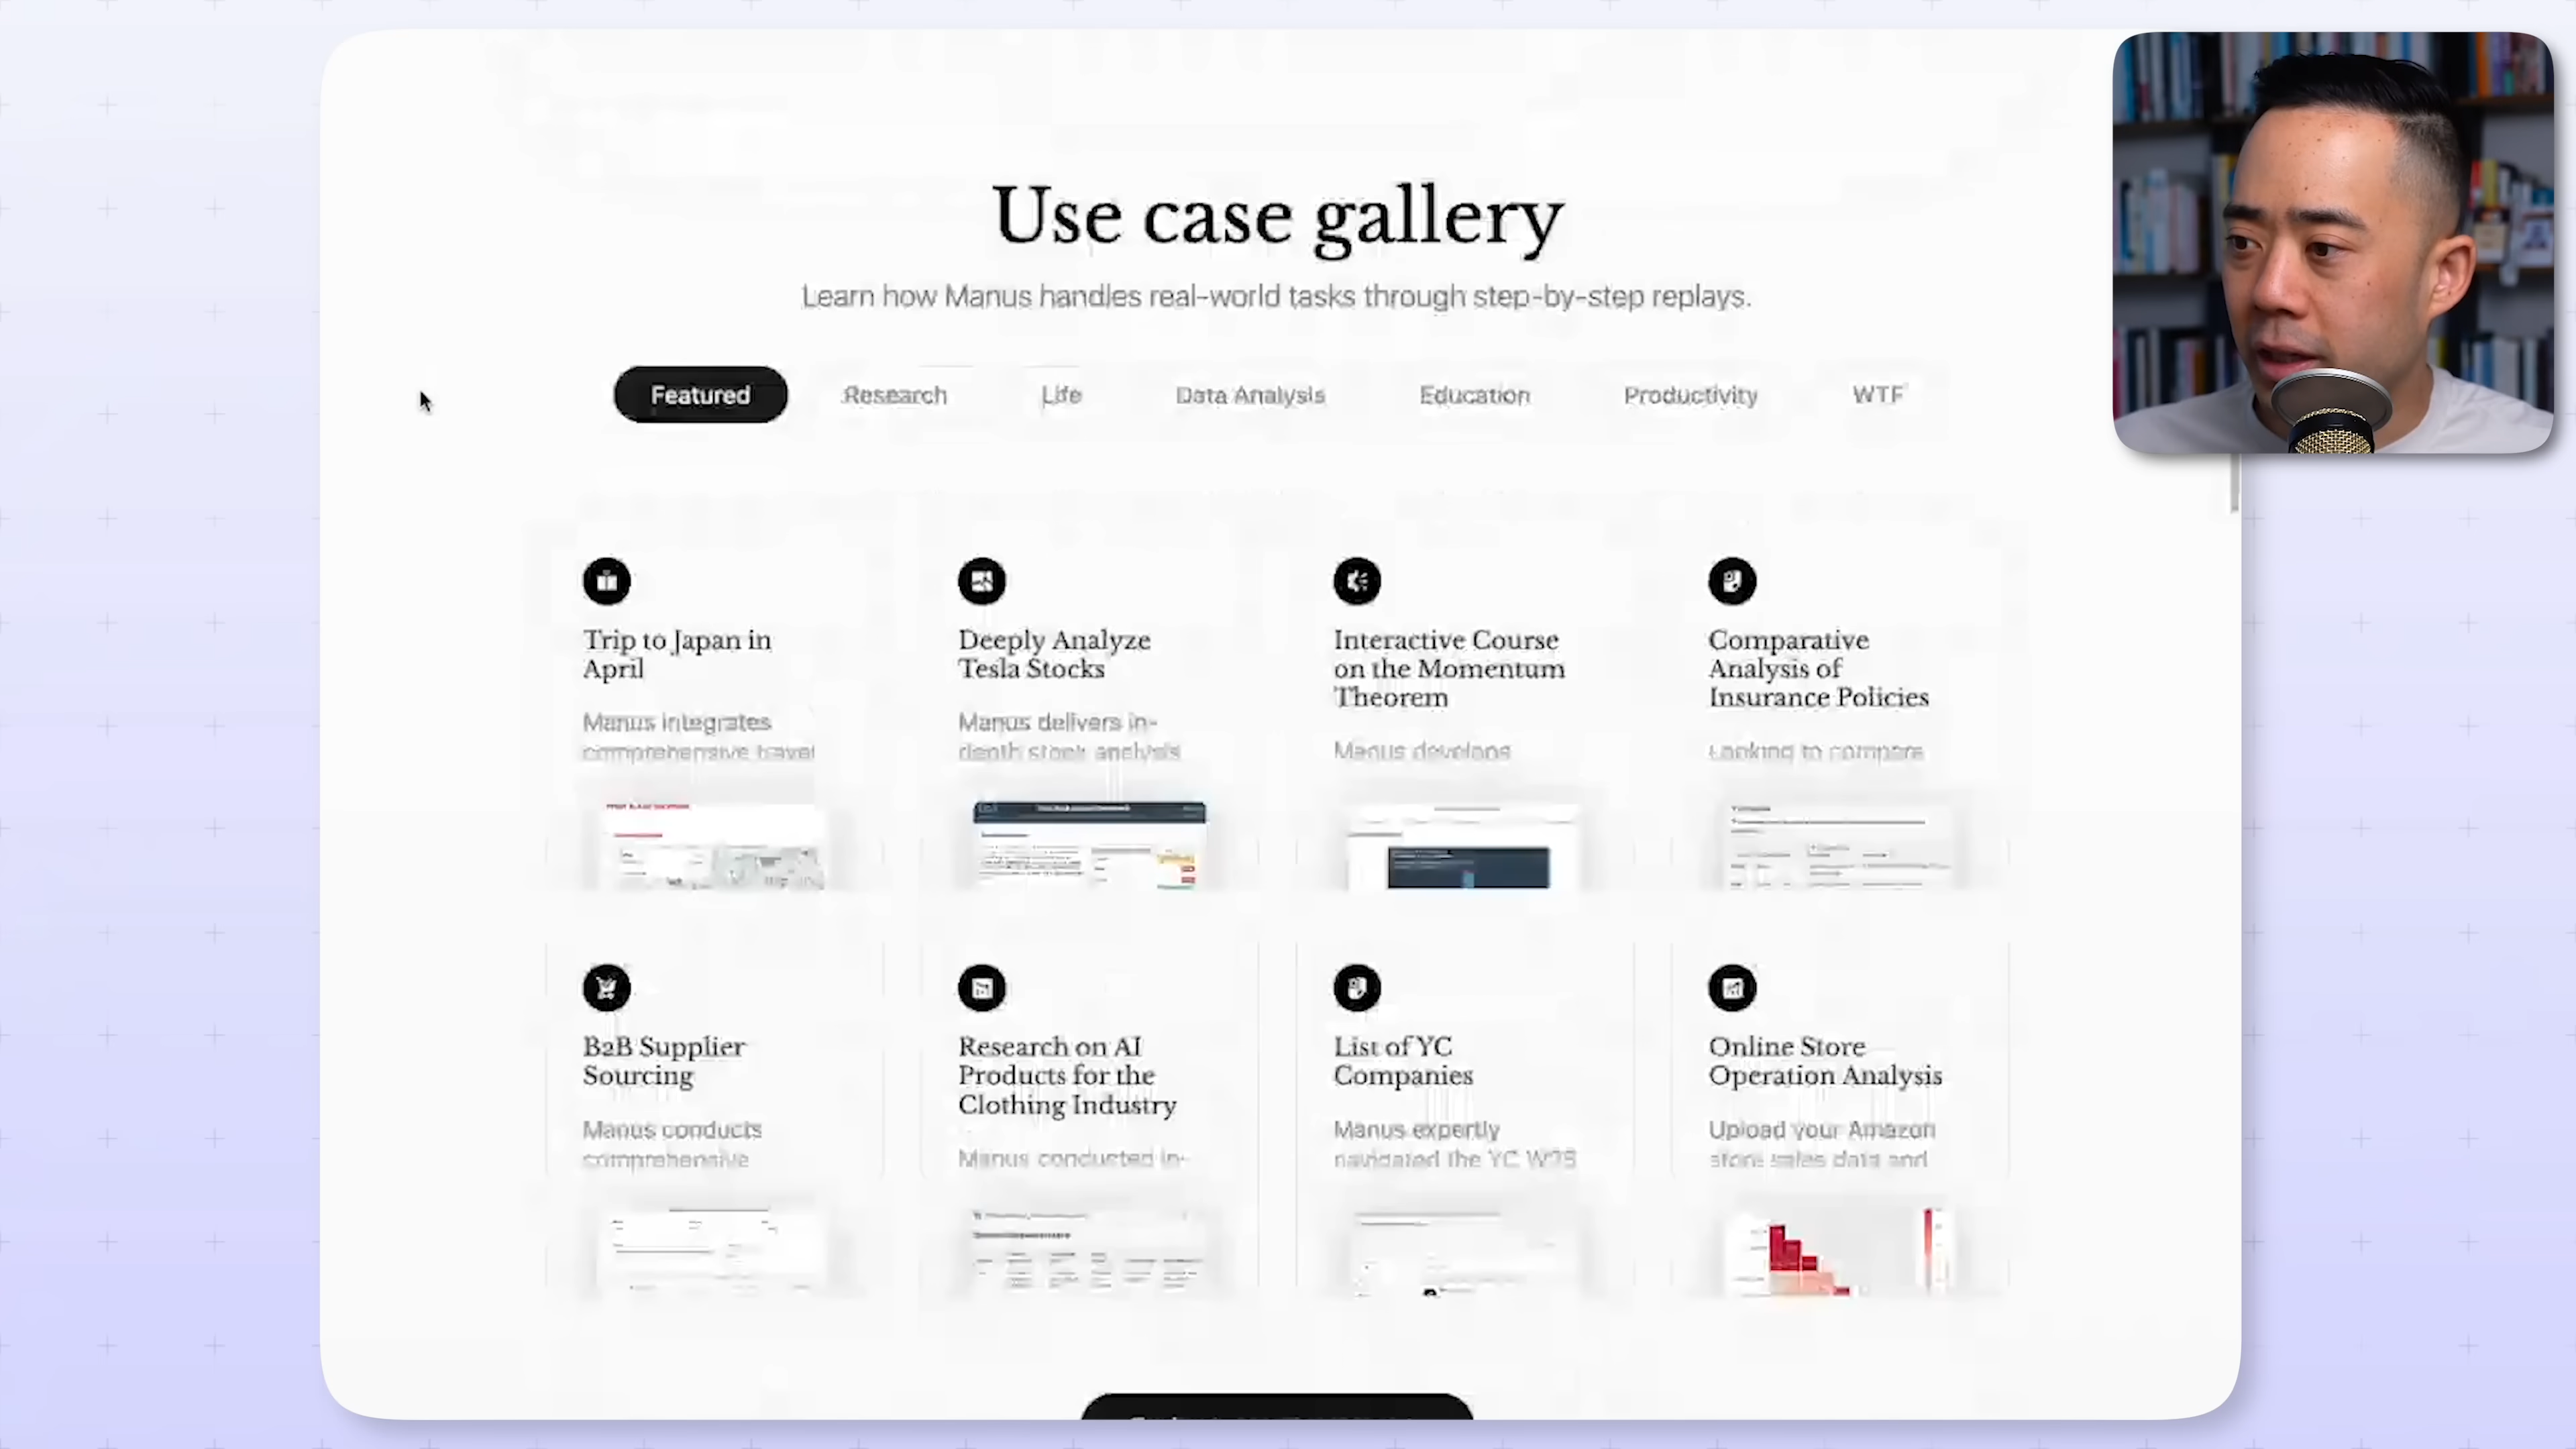 Use case gallery
Learn how Manus handles real-world tasks through step-by-step replays.
Featured Research Life Data Analysis Education Productivity WTF
Trip to Japan in
April
Manus integrates
comprehensive travel
Deeply Analyze
Tesla Stocks
Manus delivers in-
depth stock analysis
Interactive Course
on the Momentum
Theorem
Manus develops
Comparative
Analysis of
Insurance Policies
Looking to compare
B2B Supplier
Sourcing
Manus conducts
comprehensive
Research on AI
Products for the
Clothing Industry
Manus conducted in-
List of YC
Companies
Manus expertly
navigated the YC W25
Online Store
Operation Analysis
Upload your Amazon
store sales data and